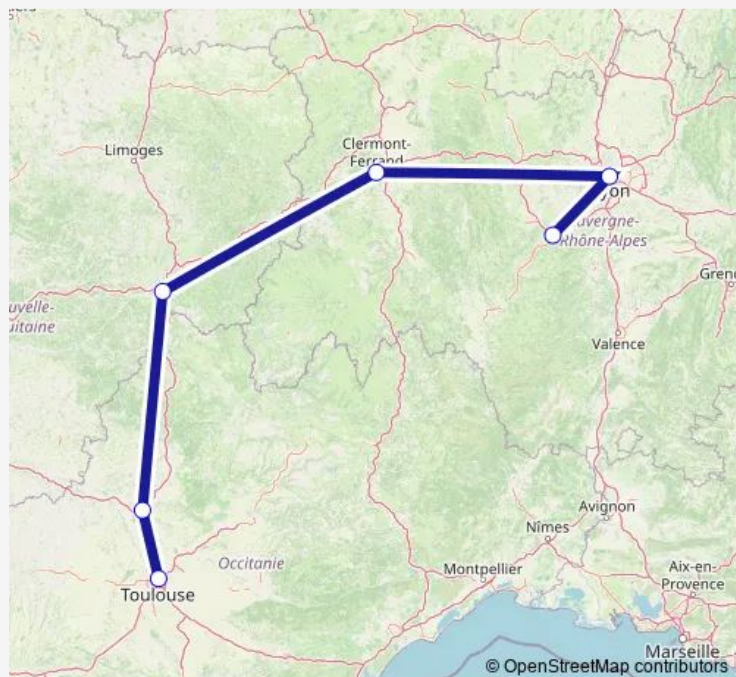 Limoges
Clermont-
Ferrand
yon
uvergne-
Rhône-Alpes
Gren
uvelle-
uitaine
Valence
Avignon
Nîmes
Occitanie
Montpellier
Aix-en-
Provence
Toulouse
Marseille
© OpenStreetMap contributors